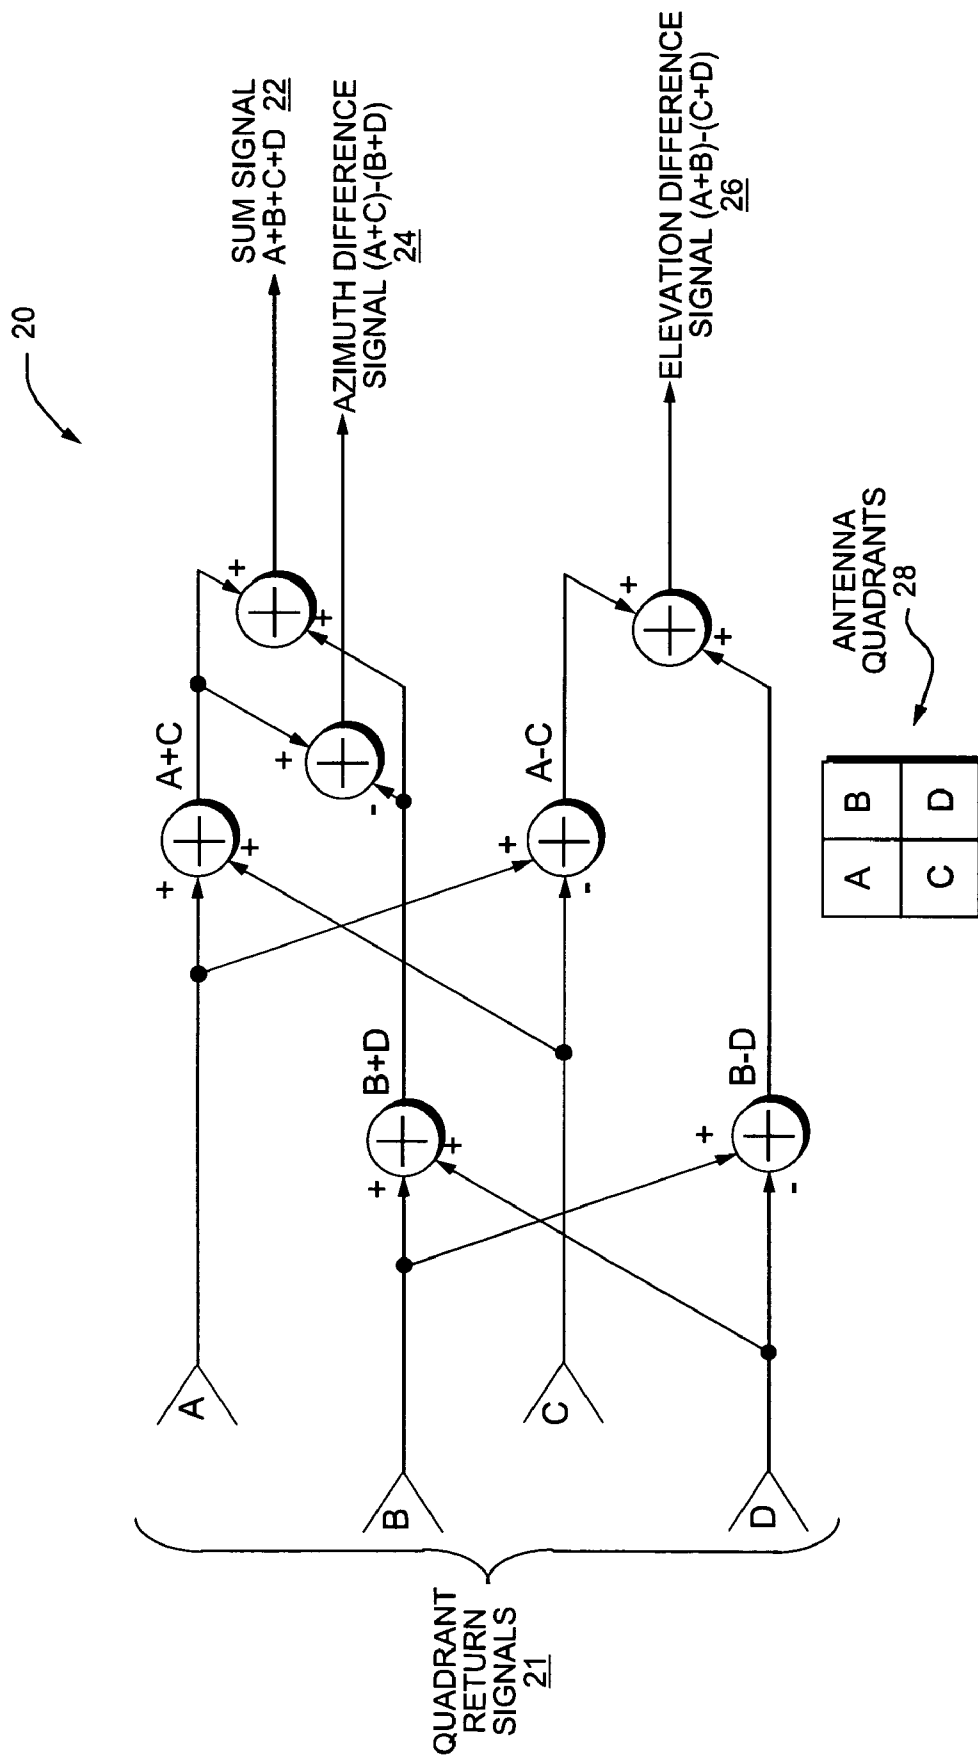 20
SUM SIGNAL
A+B+C+D 22
AZIMUTH DIFFERENCE
SIGNAL (A+C)-(B+D)
24
ELEVATION DIFFERENCE
SIGNAL (A+B)-(C+D)
26
QUADRANT
RETURN
SIGNALS
21
A
B
C
D
A+C
+
+
B+D
+
+
A-C
+
-
B-D
+
-
+
+
+
-
+
+
ANTENNA
QUADRANTS
28
A B
C D